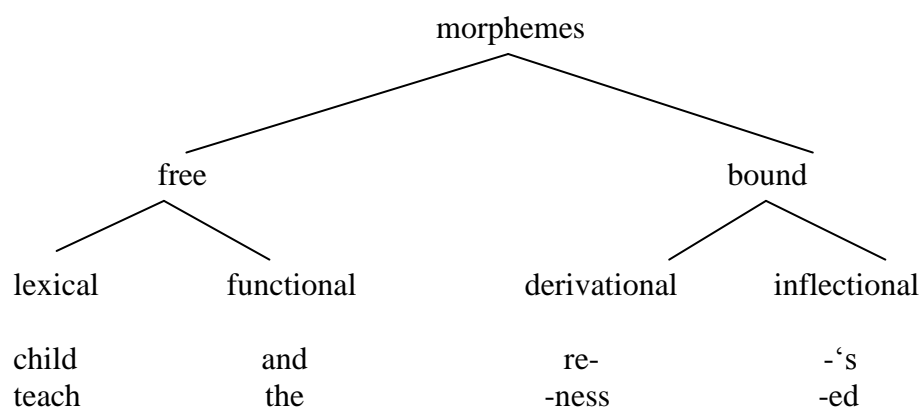 morphemes
free bound
lexical functional derivational inflectional
child and re- -‘s
teach the -ness -ed